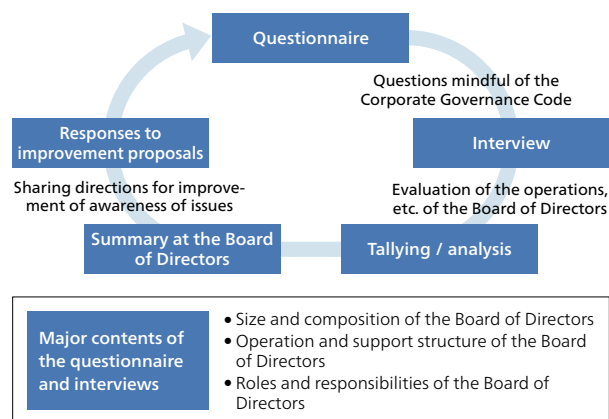 Questionnaire
Questions mindful of the
Corporate Governance Code
Responses to
improvement proposals
Interview
Sharing directions for improve-
ment of awareness of issues
Evaluation of the operations,
etc. of the Board of Directors
Summary at the Board
of Directors
Tallying / analysis
Major contents of
the questionnaire
and interviews
• Size and composition of the Board of Directors
• Operation and support structure of the Board
of Directors
• Roles and responsibilities of the Board of
Directors